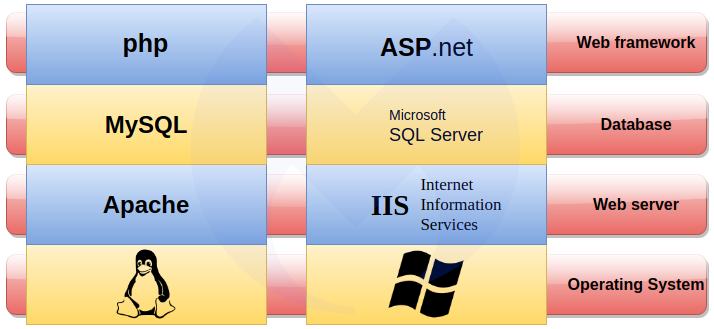 php
ASP.net
Web framework
MySQL
Microsoft
SQL Server
Database
Apache
IIS
Internet
Information
Services
Web server
Operating System